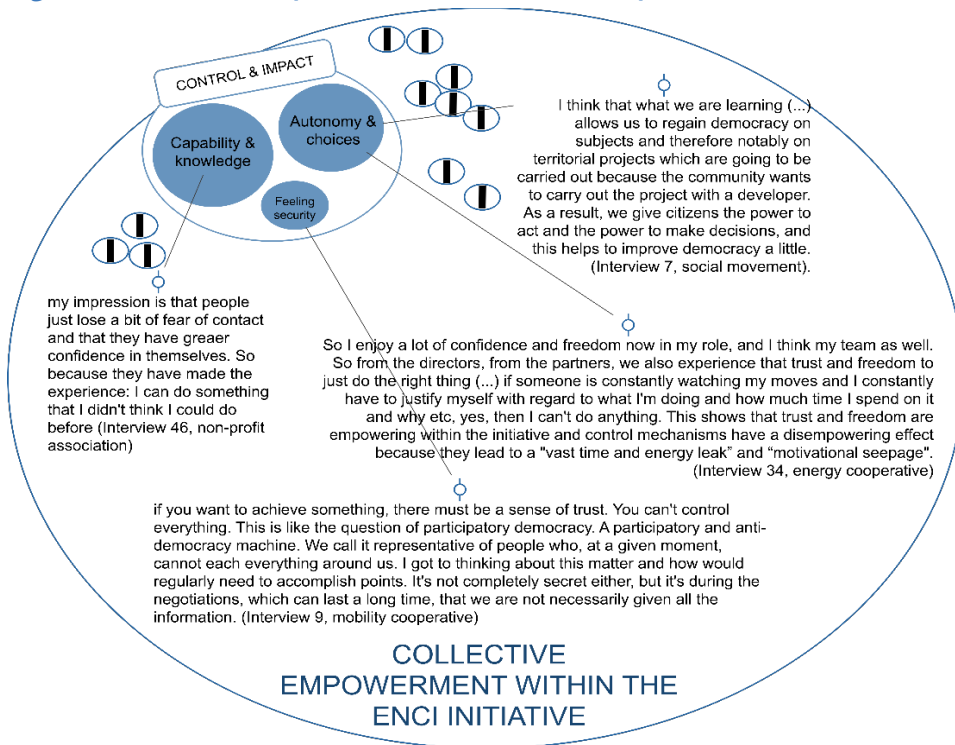 CONTROL & IMPACT
Capability &
knowledge
Autonomy &
choices
Feeling
security
I think that what we are learning (...)
allows us to regain democracy on
subjects and therefore notably on
territorial projects which are going to be
carried out because the community wants
to carry out the project with a developer.
As a result, we give citizens the power to
act and the power to make decisions, and
this helps to improve democracy a little.
(Interview 7, social movement).
my impression is that people
just lose a bit of fear of contact
and that they have greaer
confidence in themselves. So
because they have made the
experience: I can do something
that I didn't think I could do
before (Interview 46, non-profit
association)
So I enjoy a lot of confidence and freedom now in my role, and I think my team as well.
So from the directors, from the partners, we also experience that trust and freedom to
just do the right thing (...) if someone is constantly watching my moves and I constantly
have to justify myself with regard to what I'm doing and how much time I spend on it
and why etc, yes, then I can't do anything. This shows that trust and freedom are
empowering within the initiative and control mechanisms have a disempowering effect
because they lead to a "vast time and energy leak” and “motivational seepage".
(Interview 34, energy cooperative)
if you want to achieve something, there must be a sense of trust. You can't control
everything. This is like the question of participatory democracy. A participatory and anti-
democracy machine. We call it representative of people who, at a given moment,
cannot each everything around us. I got to thinking about this matter and how would
regularly need to accomplish points. It's not completely secret either, but it's during the
negotiations, which can last a long time, that we are not necessarily given all the
information. (Interview 9, mobility cooperative)
COLLECTIVE
EMPOWERMENT WITHIN THE
ENCI INITIATIVE